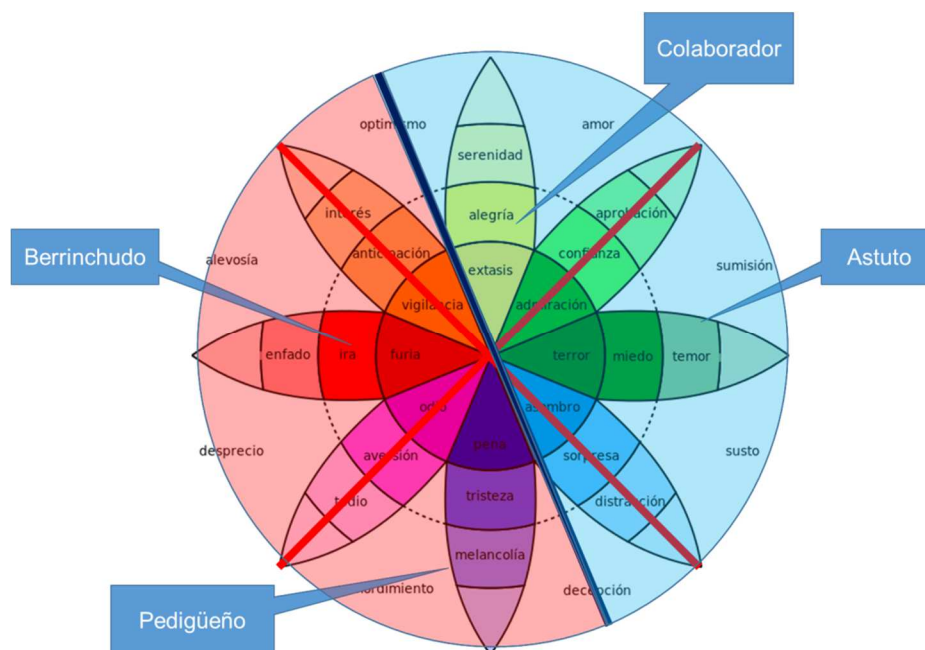 Colaborador
optimismo
amor
serenidad
interés
alegría
aprobación
Berrinchudo
Astuto
alevosía
anticipación
confianza
sumisión
extasis
vigilancia
admiración
enfado
ira
furia
terror
miedo
temor
odio
asombro
desprecio
aversión
pena
sorpresa
susto
tedio
tristeza
distracción
melancolía
decepción
Pedigüeño